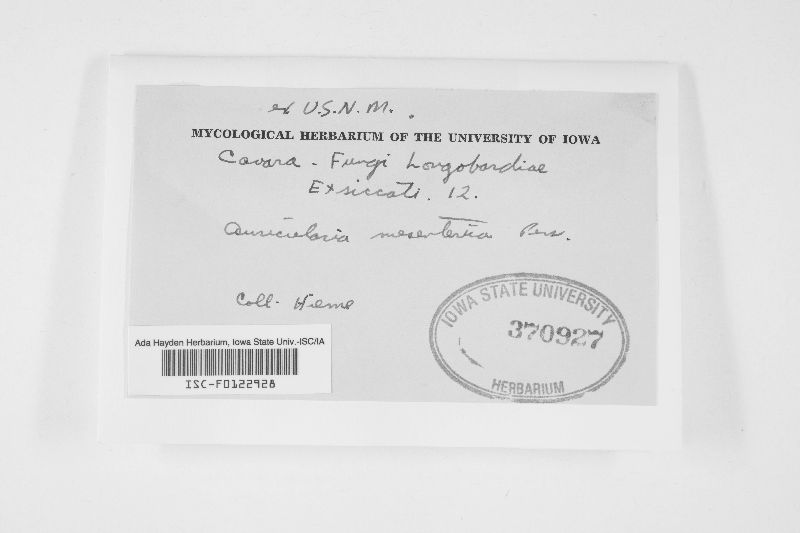 ex U.S.N.M.
MYCOLOGICAL HERBARIUM OF THE UNIVERSITY OF IOWA
Cavara - Fungi Longobardiae
Exsiccati. 12.
Auricularia mesenterica Pers.
Coll. Hieme
IOWA STATE UNIVERSITY
370927
HERBARIUM
Ada Hayden Herbarium, Iowa State Univ.-ISC/IA
ISC-F0122928